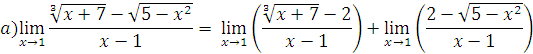 a) lim_{x→1} (∛(x + 7) − √(5 − x²)) / (x − 1) = lim_{x→1} ((∛(x + 7) − 2) / (x − 1)) + lim_{x→1} ((2 − √(5 − x²)) / (x − 1))